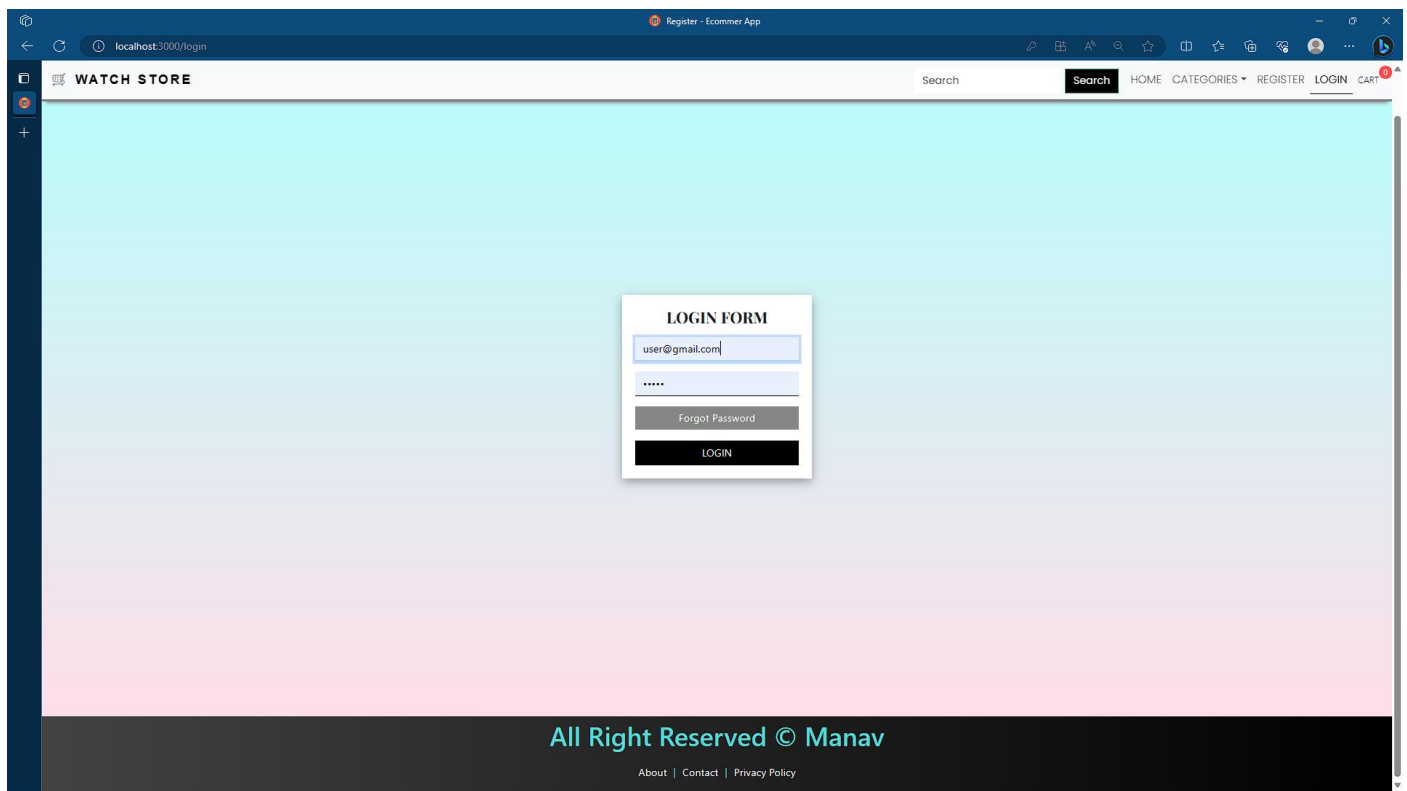 Register - Ecommer App
localhost:3000/login
WATCH STORE
Search
Search
HOME CATEGORIES REGISTER LOGIN CART 0
LOGIN FORM
user@gmail.com
•••••
Forgot Password
LOGIN
All Right Reserved © Manav
About | Contact | Privacy Policy